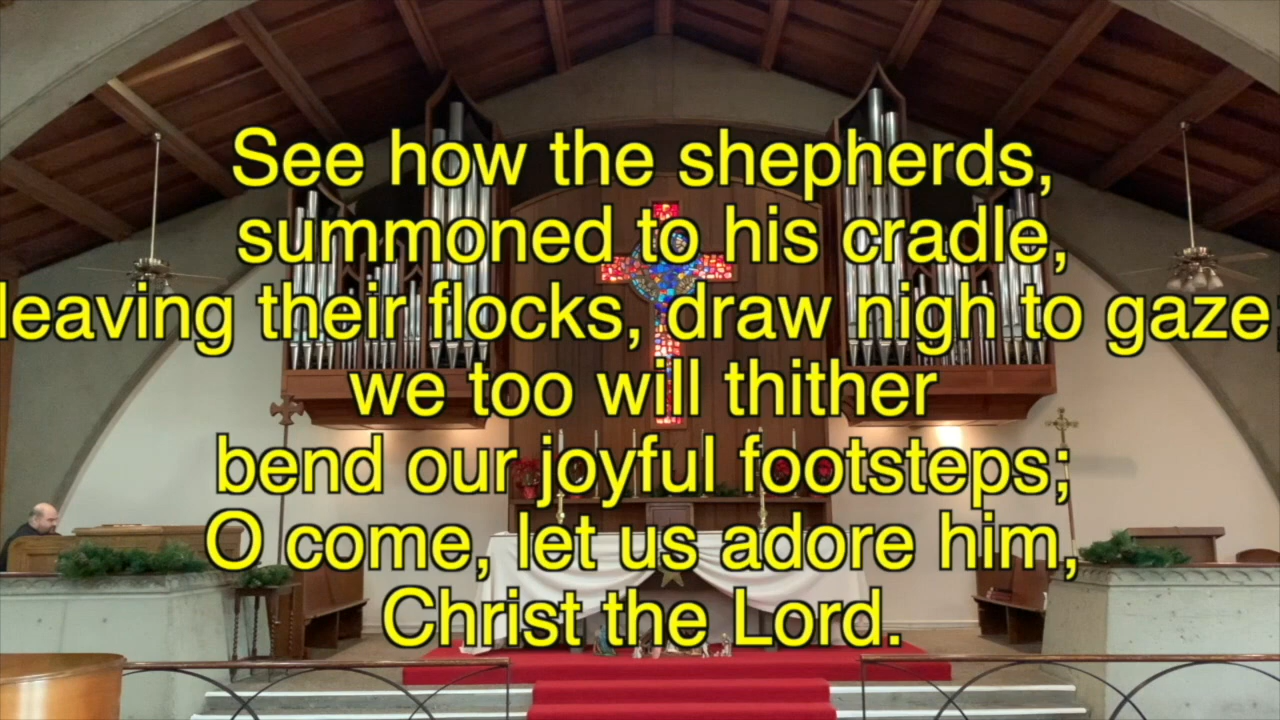 See how the shepherds,
summoned to his cradle,
leaving their flocks, draw nigh to gaze
we too will thither
bend our joyful footsteps;
O come, let us adore him,
Christ the Lord.